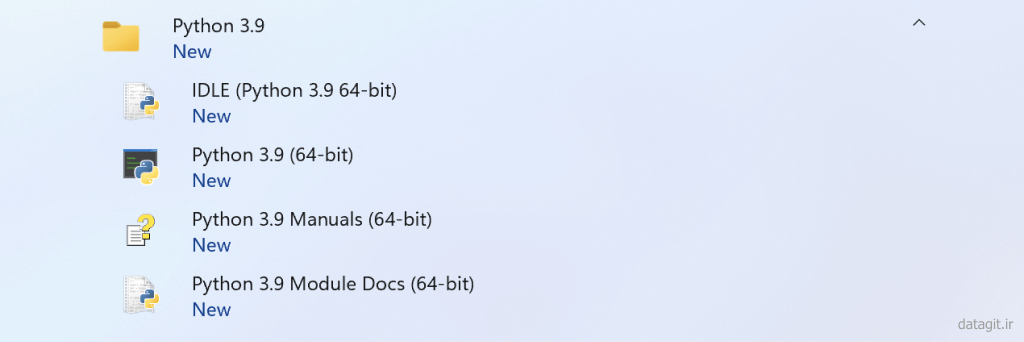 Python 3.9
New
IDLE (Python 3.9 64-bit)
New
Python 3.9 (64-bit)
New
Python 3.9 Manuals (64-bit)
New
Python 3.9 Module Docs (64-bit)
New
datagit.ir